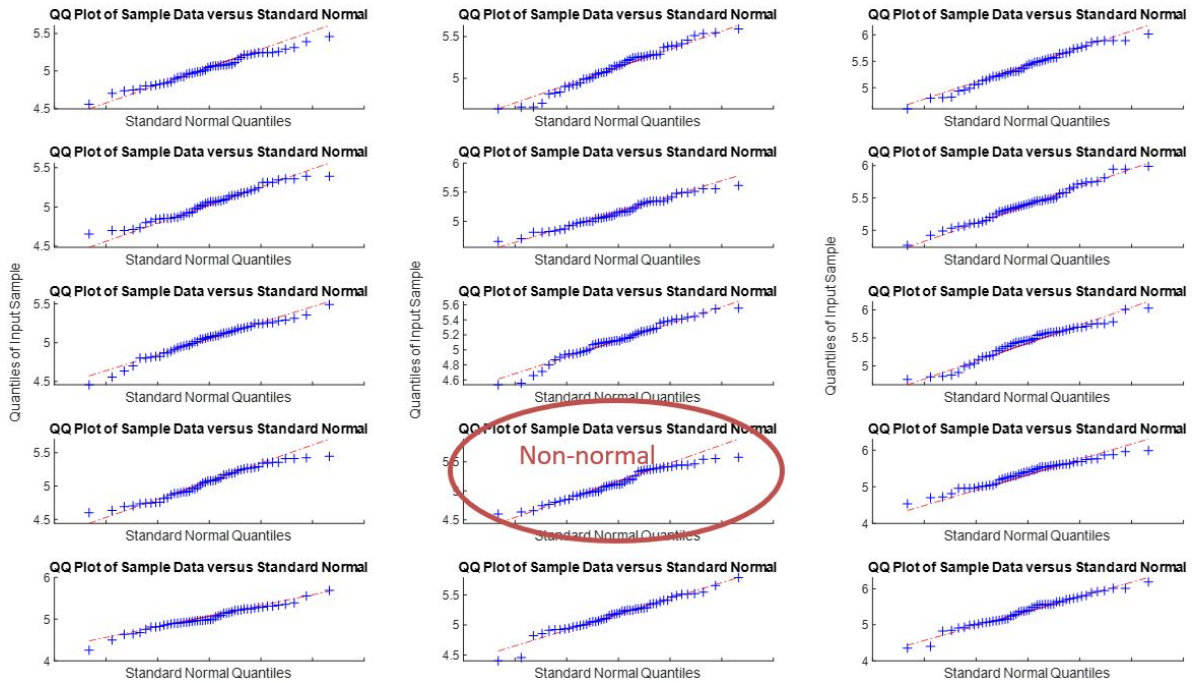 QQ Plot of Sample Data versus Standard Normal
5.5
5
4.5
Standard Normal Quantiles
QQ Plot of Sample Data versus Standard Normal
5.5
5
Standard Normal Quantiles
QQ Plot of Sample Data versus Standard Normal
6
5.5
5
Standard Normal Quantiles
QQ Plot of Sample Data versus Standard Normal
5.5
5
4.5
Standard Normal Quantiles
QQ Plot of Sample Data versus Standard Normal
6
5.5
5
Standard Normal Quantiles
QQ Plot of Sample Data versus Standard Normal
6
5.5
5
Standard Normal Quantiles
Quantiles of Input Sample
QQ Plot of Sample Data versus Standard Normal
5.5
5
4.5
Standard Normal Quantiles
Quantiles of Input Sample
QQ Plot of Sample Data versus Standard Normal
5.6
5.4
5.2
5
4.8
4.6
Standard Normal Quantiles
Quantiles of Input Sample
QQ Plot of Sample Data versus Standard Normal
6
5.5
5
Standard Normal Quantiles
QQ Plot of Sample Data versus Standard Normal
5.5
5
4.5
Standard Normal Quantiles
QQ Plot of Sample Data versus Standard Normal
Non-normal
5.5
5
4.5
Standard Normal Quantiles
QQ Plot of Sample Data versus Standard Normal
6
5
4
Standard Normal Quantiles
QQ Plot of Sample Data versus Standard Normal
6
5
4
Standard Normal Quantiles
QQ Plot of Sample Data versus Standard Normal
5.5
5
4.5
Standard Normal Quantiles
QQ Plot of Sample Data versus Standard Normal
6
5
4
Standard Normal Quantiles